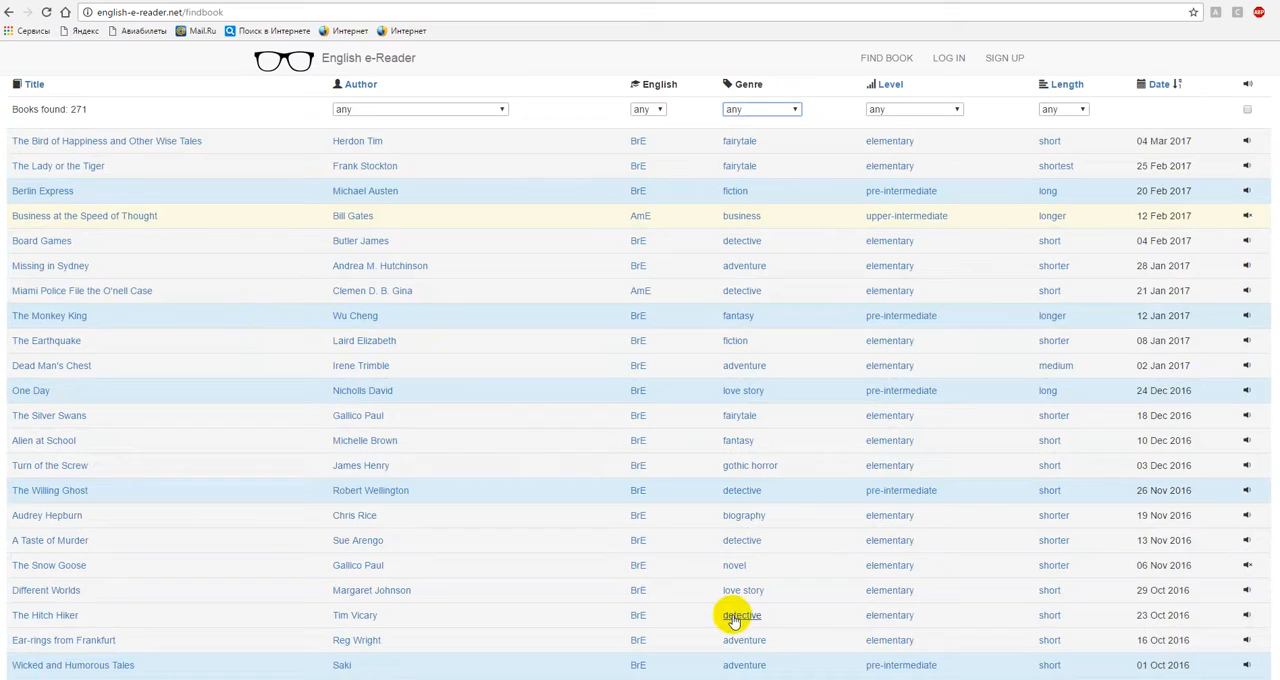 english-e-reader.net/findbook
Сервисы Яндекс Авиабилеты Mail.Ru Поиск в Интернете Интернет Интернет
English e-Reader FIND BOOK LOG IN SIGN UP
Title Author English Genre Level Length Date
Books found: 271 any any any any any
The Bird of Happiness and Other Wise Tales Herdon Tim BrE fairytale elementary short 04 Mar 2017
The Lady or the Tiger Frank Stockton BrE fairytale elementary shortest 25 Feb 2017
Berlin Express Michael Austen BrE fiction pre-intermediate long 20 Feb 2017
Business at the Speed of Thought Bill Gates AmE business upper-intermediate longer 12 Feb 2017
Board Games Butler James BrE detective elementary short 04 Feb 2017
Missing in Sydney Andrea M. Hutchinson BrE adventure elementary shorter 28 Jan 2017
Miami Police File the O'nell Case Clemen D. B. Gina AmE detective elementary short 21 Jan 2017
The Monkey King Wu Cheng BrE fantasy pre-intermediate longer 12 Jan 2017
The Earthquake Laird Elizabeth BrE fiction elementary shorter 08 Jan 2017
Dead Man's Chest Irene Trimble BrE adventure elementary medium 02 Jan 2017
One Day Nicholls David BrE love story pre-intermediate long 24 Dec 2016
The Silver Swans Gallico Paul BrE fairytale elementary shorter 18 Dec 2016
Alien at School Michelle Brown BrE fantasy elementary short 10 Dec 2016
Turn of the Screw James Henry BrE gothic horror elementary short 03 Dec 2016
The Willing Ghost Robert Wellington BrE detective pre-intermediate short 26 Nov 2016
Audrey Hepburn Chris Rice BrE biography elementary shorter 19 Nov 2016
A Taste of Murder Sue Arengo BrE detective elementary shorter 13 Nov 2016
The Snow Goose Gallico Paul BrE novel elementary shorter 06 Nov 2016
Different Worlds Margaret Johnson BrE love story elementary short 29 Oct 2016
The Hitch Hiker Tim Vicary BrE detective elementary short 23 Oct 2016
Ear-rings from Frankfurt Reg Wright BrE adventure elementary short 16 Oct 2016
Wicked and Humorous Tales Saki BrE adventure pre-intermediate short 01 Oct 2016